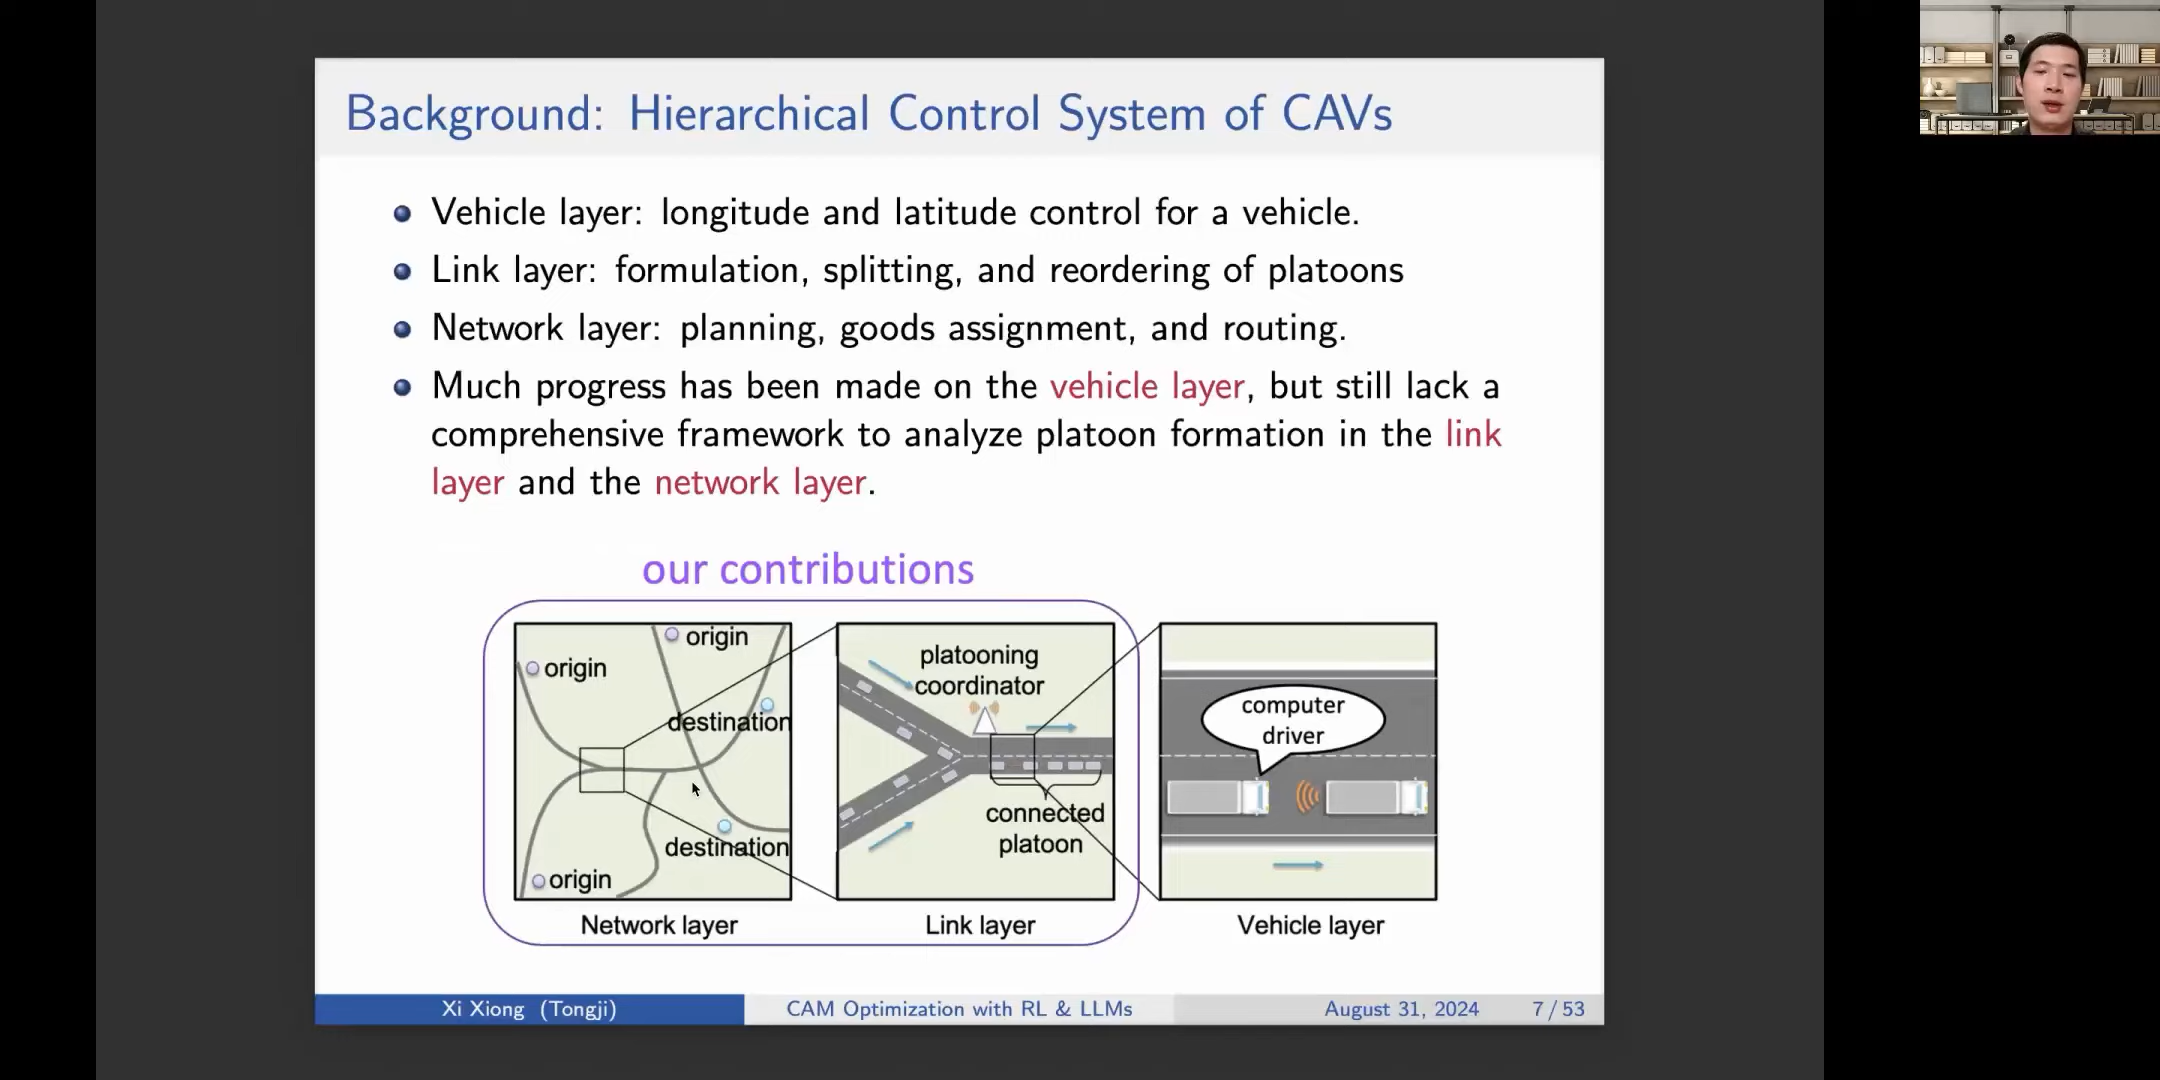 Background: Hierarchical Control System of CAVs
Vehicle layer: longitude and latitude control for a vehicle.
Link layer: formulation, splitting, and reordering of platoons
Network layer: planning, goods assignment, and routing.
Much progress has been made on the vehicle layer, but still lack a
comprehensive framework to analyze platoon formation in the link
layer and the network layer.
our contributions
origin
origin
destination
destination
origin
Network layer
platooning
coordinator
connected
platoon
Link layer
computer
driver
Vehicle layer
Xi Xiong (Tongji)
CAM Optimization with RL & LLMs
August 31, 2024
7 / 53